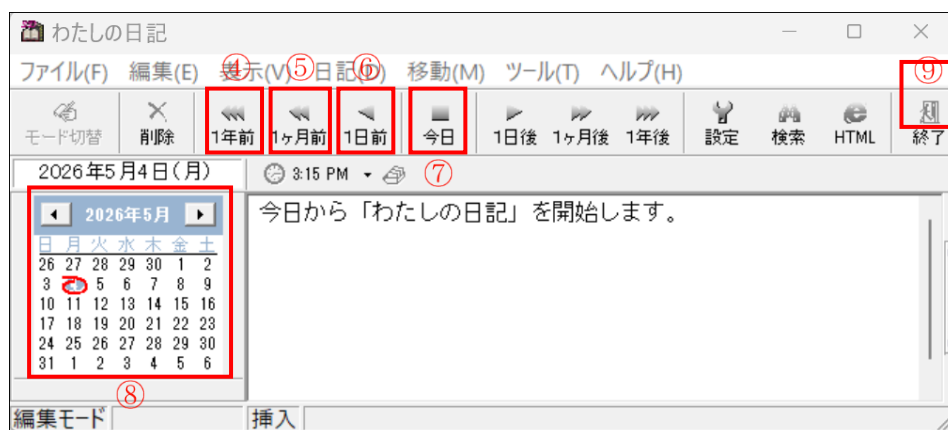 わたしの日記
ファイル(F) 編集(E) 表示(V) 日記(D) 移動(M) ツール(T) ヘルプ(H)
④ ⑤ ⑥ ⑨
モード切替 削除 1年前 1ヶ月前 1日前 今日 1日後 1ヶ月後 1年後 設定 検索 HTML 終了
2026年5月4日(月) 3:15 PM ⑦
2026年5月
日 月 火 水 木 金 土
26 27 28 29 30 1 2
3 5 6 7 8 9
10 11 12 13 14 15 16
17 18 19 20 21 22 23
24 25 26 27 28 29 30
31 1 2 3 4 5 6
⑧
今日から「わたしの日記」を開始します。
編集モード 挿入